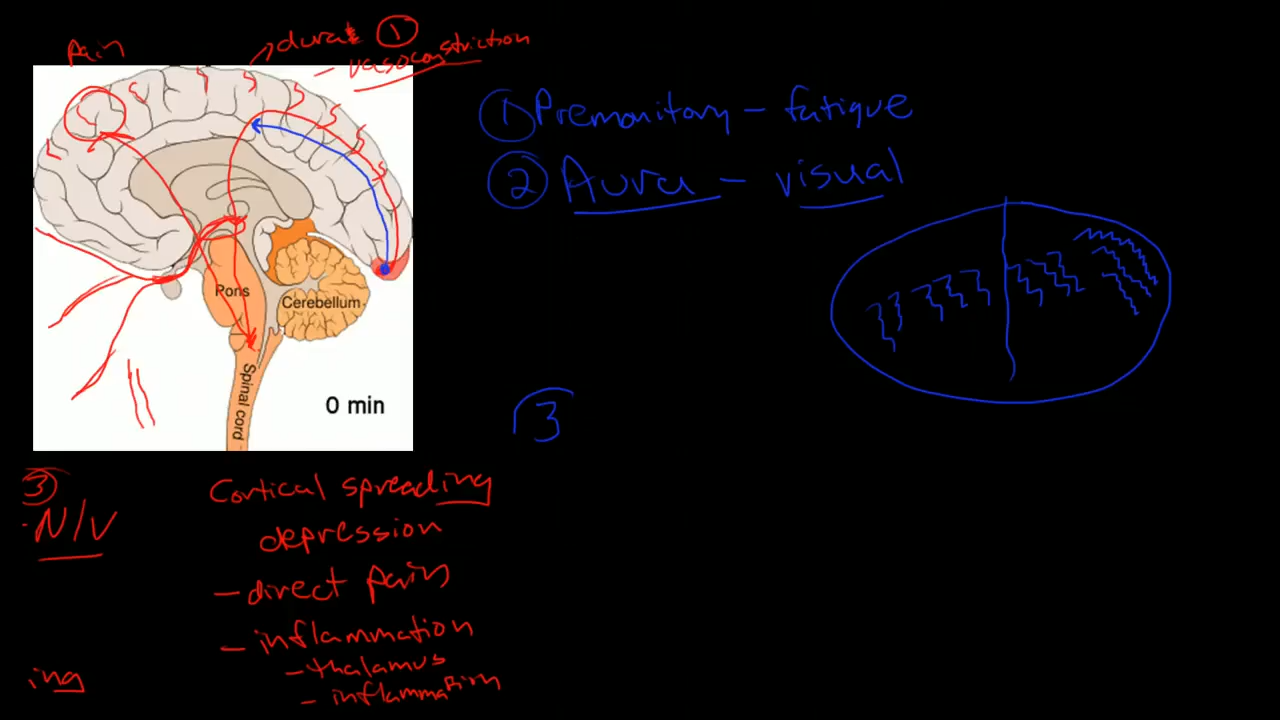 Pain
dura ①
- vasoconstriction
① Premonitory - fatigue
② Aura - visual
Pons
Cerebellum
Spinal cord
0 min
3
③
- N/V
Cortical spreading
depression
- direct pain
- inflammation
- thalamus
- inflammation
ing